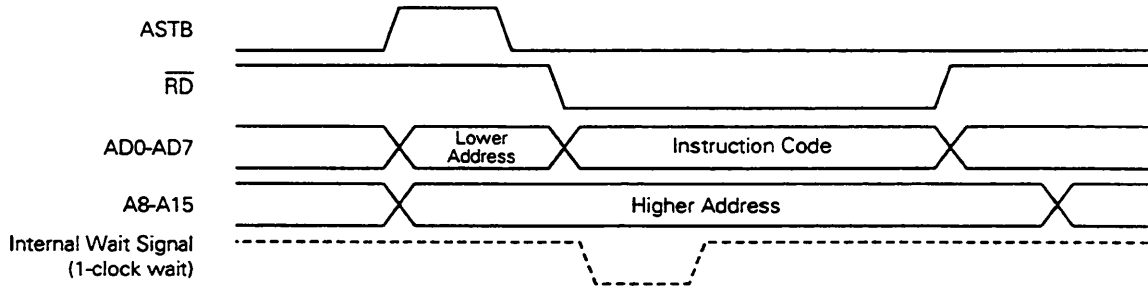 ASTB
RD
AD0-AD7
Lower
Address
Instruction Code
A8-A15
Higher Address
Internal Wait Signal
(1-clock wait)